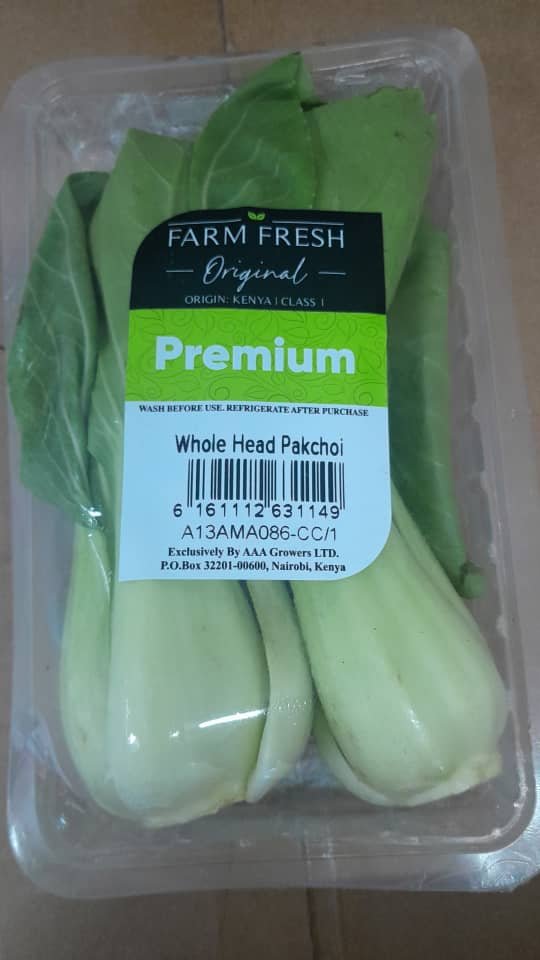 FARM FRESH
Original
ORIGIN: KENYA | CLASS I
Premium
WASH BEFORE USE. REFRIGERATE AFTER PURCHASE
Whole Head Pakchoi
6 161112 631149
A13AMA086-CC/1
Exclusively By AAA Growers LTD.
P.O.Box 32201-00600, Nairobi, Kenya